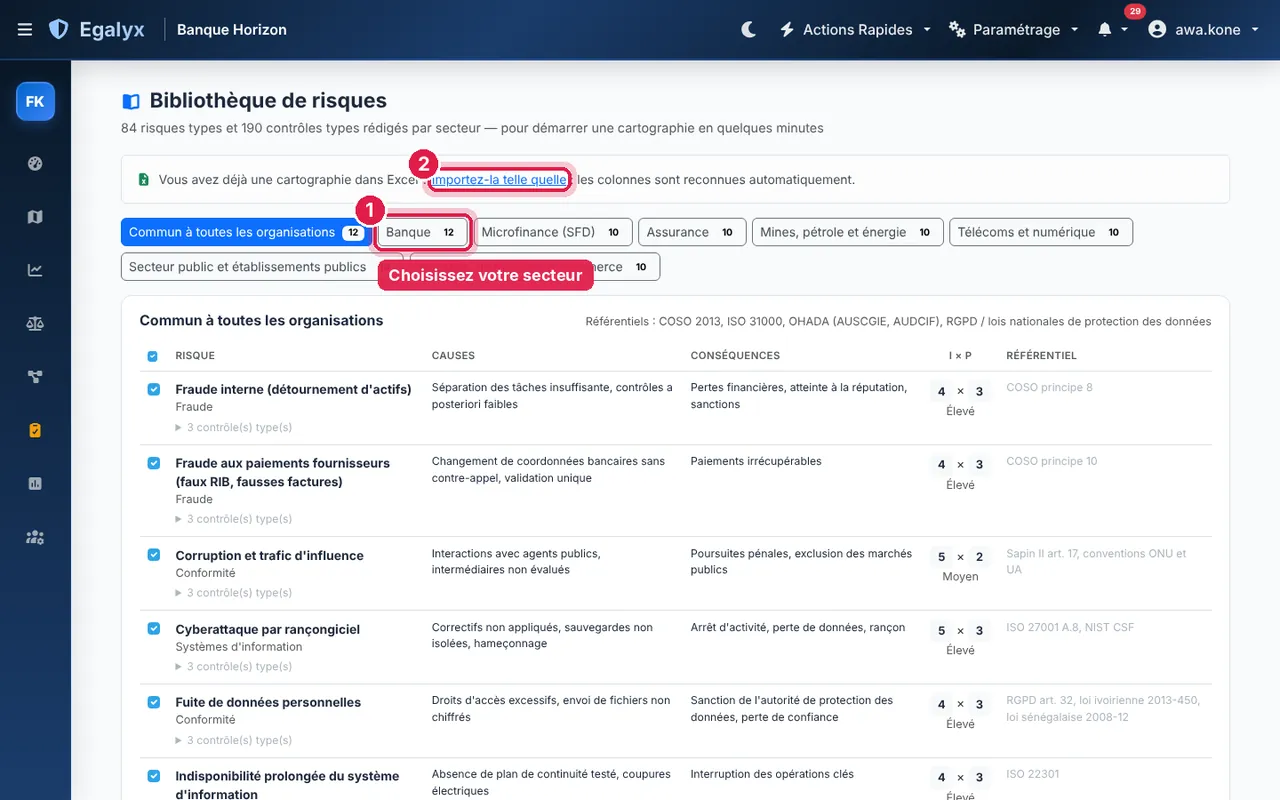 Egalyx
Banque Horizon
Actions Rapides
Paramétrage
29
awa.kone
FK
Bibliothèque de risques
84 risques types et 190 contrôles types rédigés par secteur — pour démarrer une cartographie en quelques minutes
2
Vous avez déjà une cartographie dans Excel : Importez-la telle quelle les colonnes sont reconnues automatiquement.
1
Commun à toutes les organisations 12
Banque 12
Microfinance (SFD) 10
Assurance 10
Mines, pétrole et énergie 10
Télécoms et numérique 10
Secteur public et établissements publics
10
Choisissez votre secteur
Commun à toutes les organisations
Référentiels : COSO 2013, ISO 31000, OHADA (AUSCGIE, AUDCIF), RGPD / lois nationales de protection des données
RISQUE CAUSES CONSÉQUENCES I × P RÉFÉRENTIEL
Fraude interne (détournement d'actifs)
Fraude
3 contrôle(s) type(s)
Séparation des tâches insuffisante, contrôles a
posteriori faibles
Pertes financières, atteinte à la réputation,
sanctions
4 × 3
Élevé
COSO principe 8
Fraude aux paiements fournisseurs
(faux RIB, fausses factures)
Fraude
3 contrôle(s) type(s)
Changement de coordonnées bancaires sans
contre-appel, validation unique
Paiements irrécupérables
4 × 3
Élevé
COSO principe 10
Corruption et trafic d'influence
Conformité
3 contrôle(s) type(s)
Interactions avec agents publics,
intermédiaires non évalués
Poursuites pénales, exclusion des marchés
publics
5 × 2
Moyen
Sapin II art. 17, conventions ONU et
UA
Cyberattaque par rançongiciel
Systèmes d'information
3 contrôle(s) type(s)
Correctifs non appliqués, sauvegardes non
isolées, hameçonnage
Arrêt d'activité, perte de données, rançon
5 × 3
Élevé
ISO 27001 A.8, NIST CSF
Fuite de données personnelles
Conformité
3 contrôle(s) type(s)
Droits d'accès excessifs, envoi de fichiers non
chiffrés
Sanction de l'autorité de protection des
données, perte de confiance
4 × 3
Élevé
RGPD art. 32, loi ivoirienne 2013-450,
loi sénégalaise 2008-12
Indisponibilité prolongée du système
d'information
Absence de plan de continuité testé, coupures
électriques
Interruption des opérations clés
4 × 3
Élevé
ISO 22301